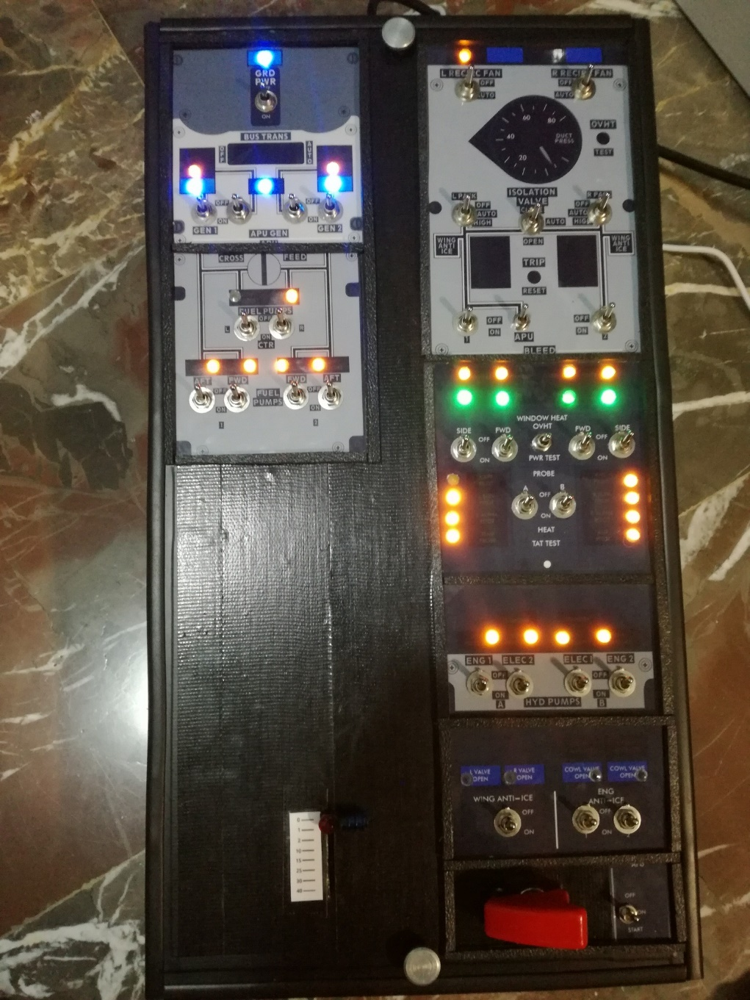 GRD
PWR
ON
BUS TRANS
OFF
AUTO
OFF
OFF
ON
ON
GEN 1
APU GEN
GEN 2
CROSS
FEED
FUEL PUMPS
L
OFF
R
ON
CTR
AFT
FWD
FWD
AFT
OFF
FUEL
PUMPS
OFF
ON
ON
1
L RECIRC FAN
R RECIRC FAN
OFF
AUTO
OFF
AUTO
60
80
40
20
DUCT
PRESS
OVHT
TEST
ISOLATION
VALVE
L PACK
R PACK
OFF
AUTO
HIGH
AUTO
OFF
AUTO
HIGH
OPEN
WING
ANTI
ICE
WING
ANTI
ICE
TRIP
RESET
OFF
ON
OFF
ON
1
APU
2
BLEED
WINDOW HEAT
OVHT
SIDE
FWD
FWD
SIDE
OFF
ON
OFF
ON
PWR TEST
PROBE
A
B
OFF
ON
HEAT
TAT TEST
ENG 1
ELEC 2
ELEC 1
ENG 2
OFF
ON
OFF
ON
A
HYD PUMPS
B
L VALVE
OPEN
R VALVE
OPEN
COWL VALVE
OPEN
COWL VALVE
OPEN
WING ANTI-ICE
ENG
ANTI-ICE
OFF
ON
OFF
ON
0
1
2
10
15
25
30
40
OFF
ON
START